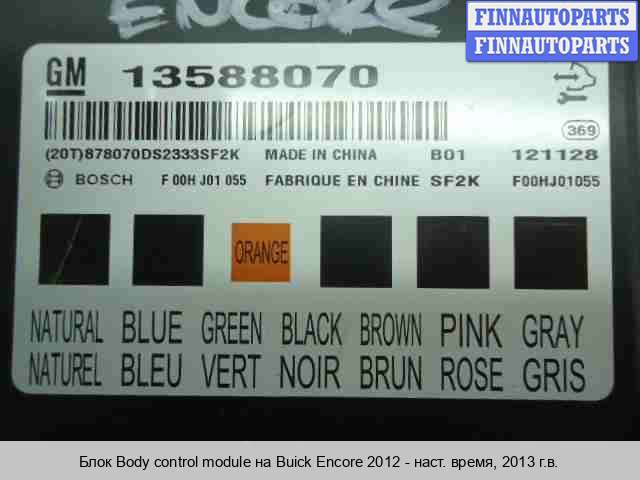 ENCORE
FINNAUTOPARTS
FINNAUTOPARTS
GM 13588070
369
(20T)878070DS2333SF2K MADE IN CHINA B01 121128
BOSCH F 00H J01 055 FABRIQUE EN CHINE SF2K F00HJ01055
ORANGE
NATURAL BLUE GREEN BLACK BROWN PINK GRAY
NATUREL BLEU VERT NOIR BRUN ROSE GRIS
Блок Body control module на Buick Encore 2012 - наст. время, 2013 г.в.